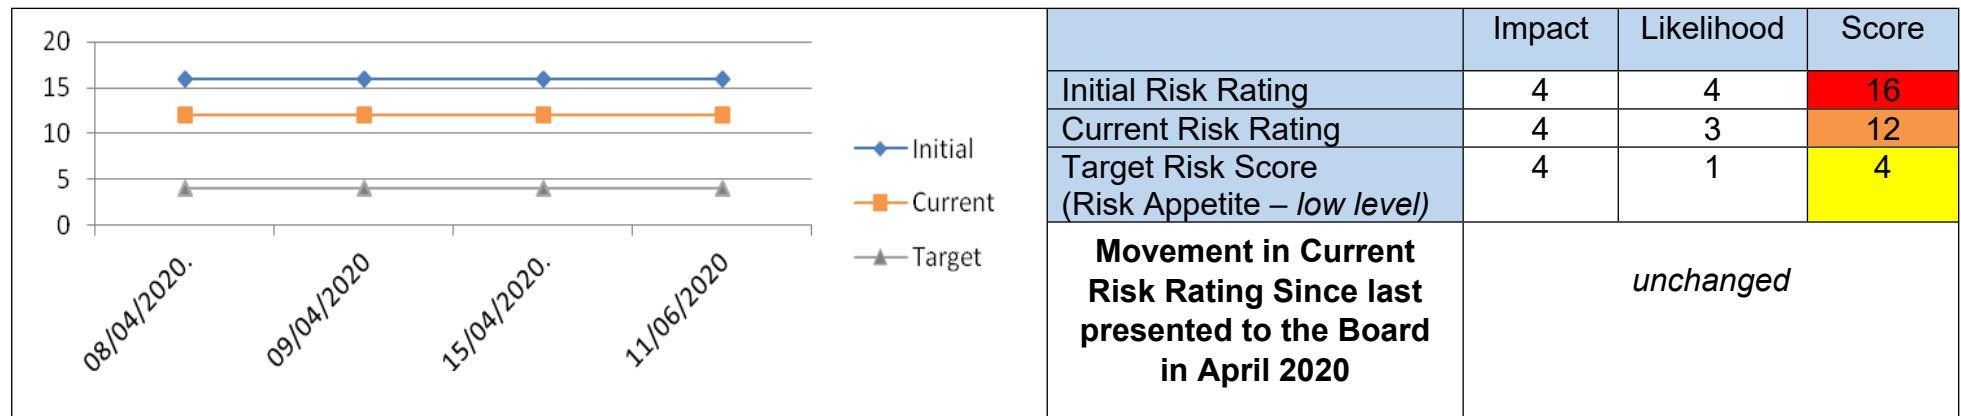 20
15
10
5
0
08/04/2020.
09/04/2020
15/04/2020.
11/06/2020
Initial
Current
Target
Impact Likelihood Score
Initial Risk Rating 4 4 16
Current Risk Rating 4 3 12
Target Risk Score 4 1 4
(Risk Appetite – low level)
Movement in Current
Risk Rating Since last
presented to the Board
in April 2020
unchanged